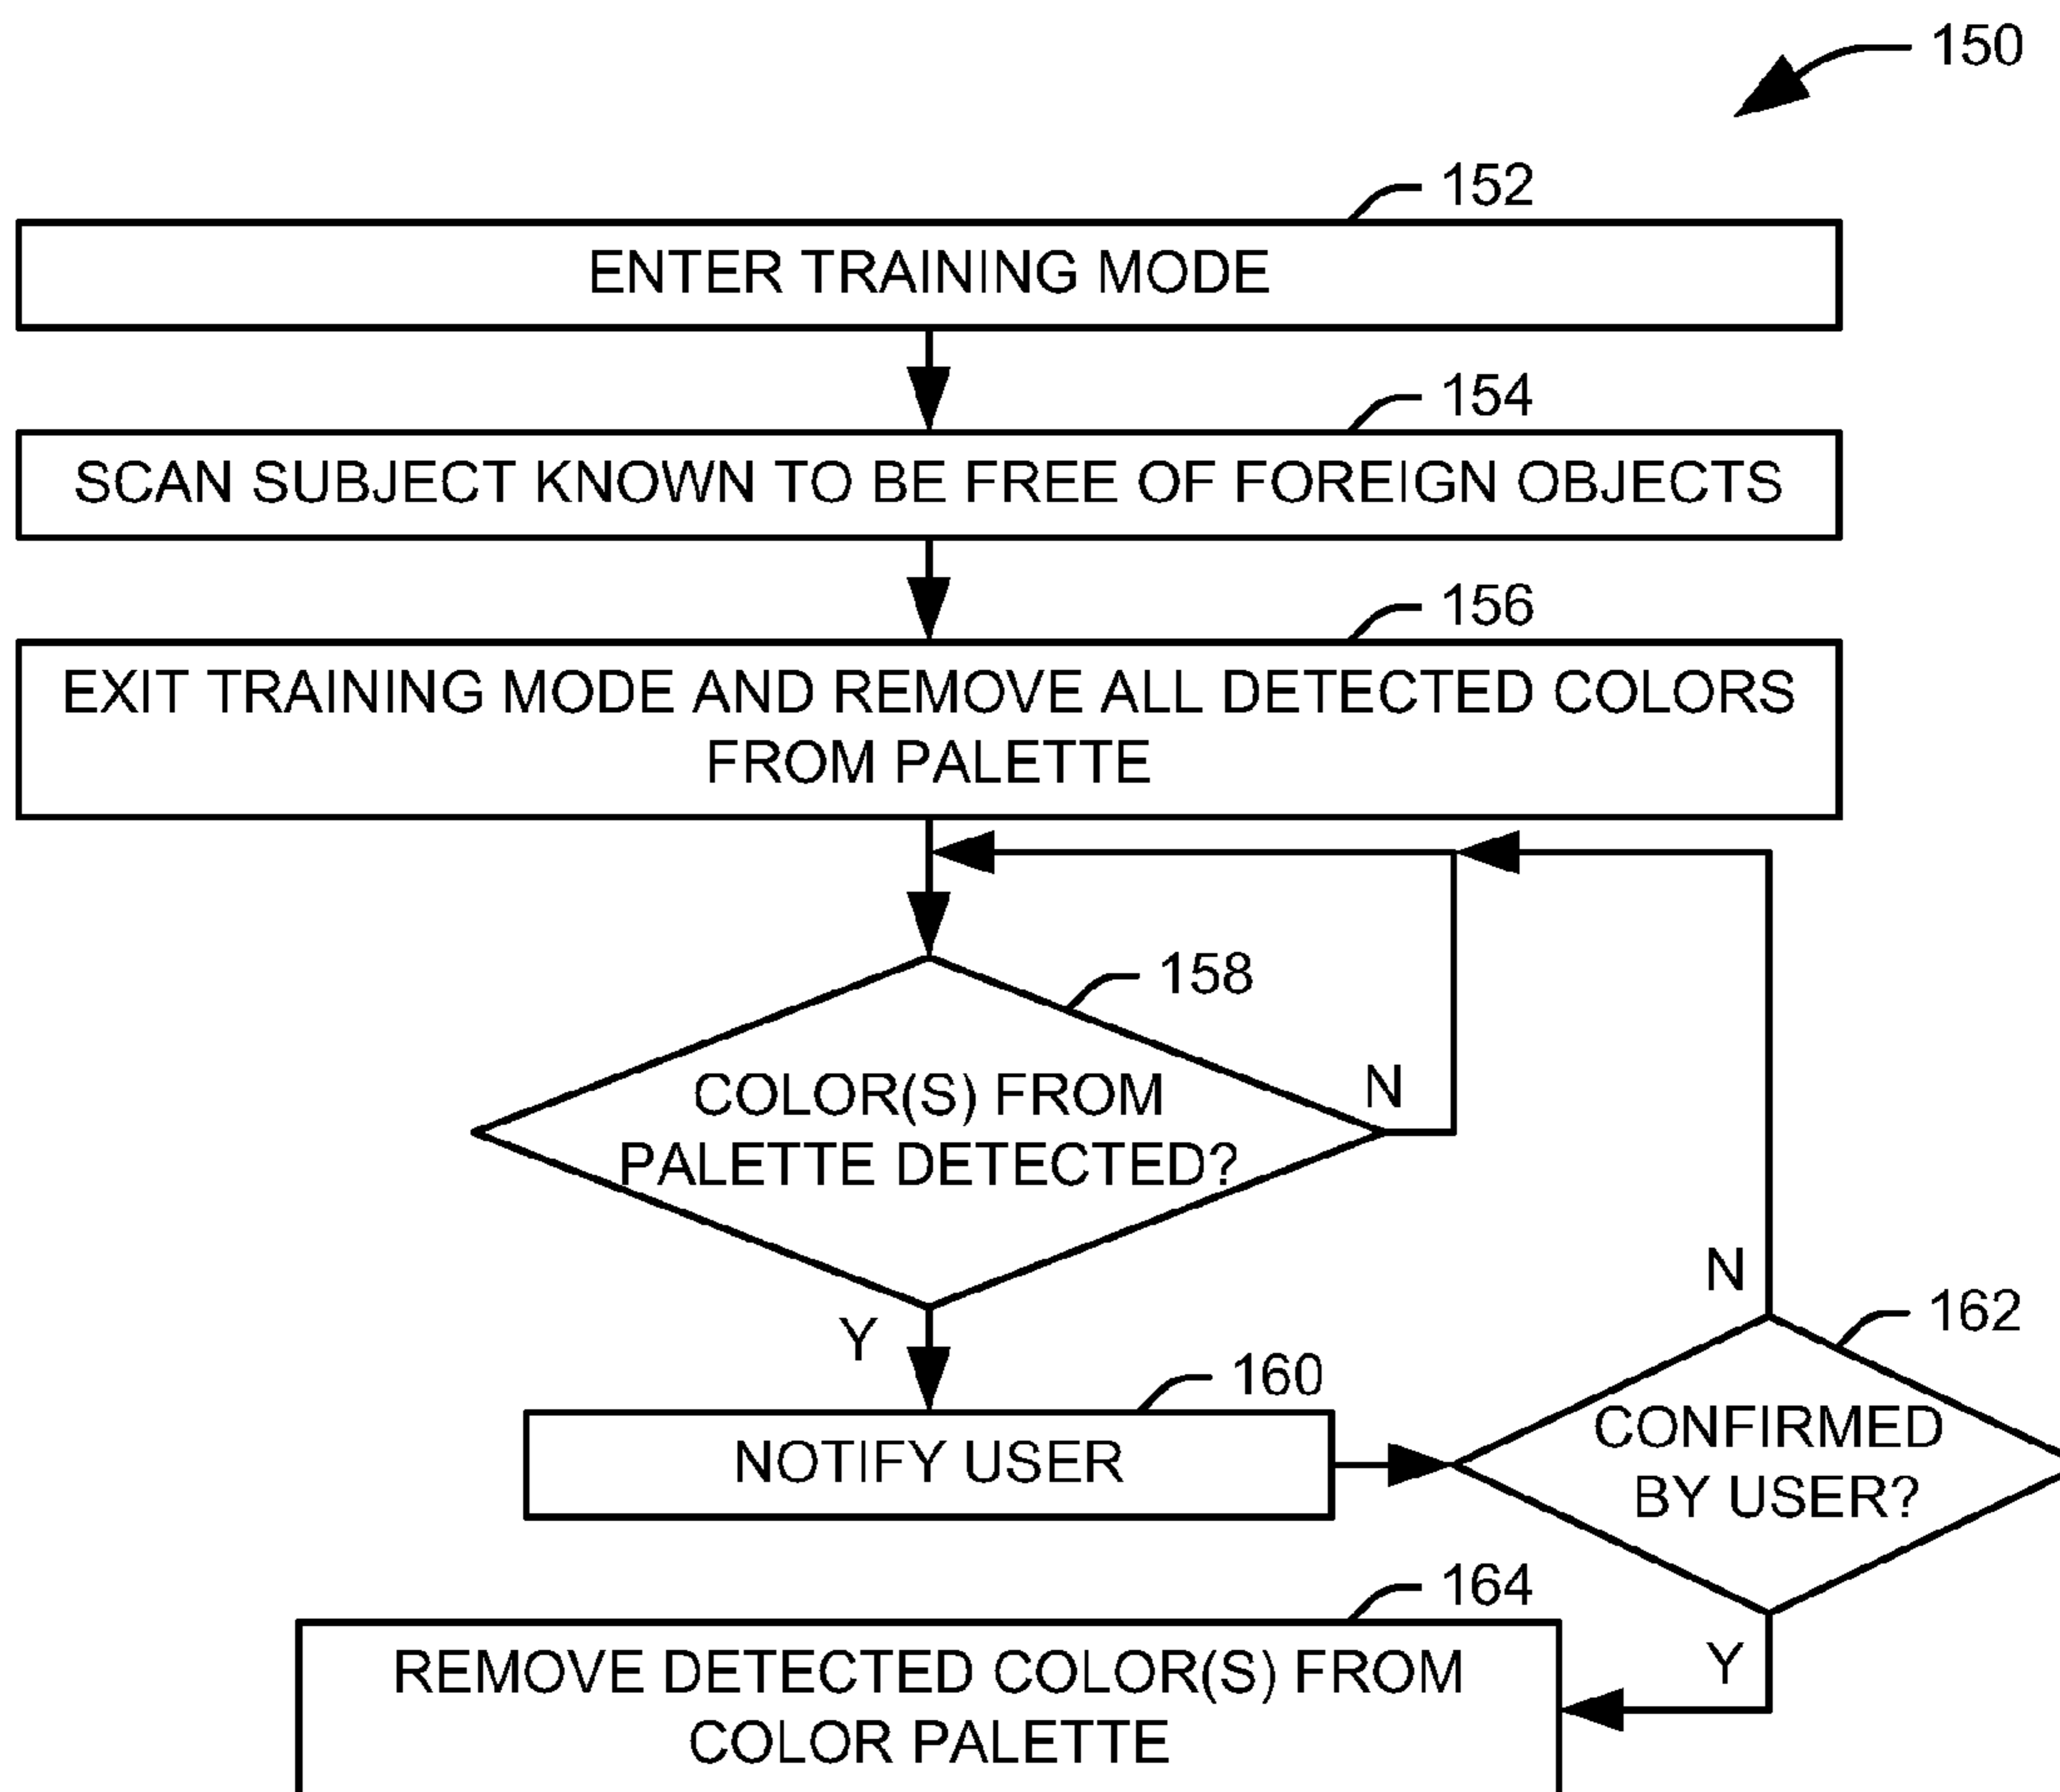 150
152
ENTER TRAINING MODE
154
SCAN SUBJECT KNOWN TO BE FREE OF FOREIGN OBJECTS
156
EXIT TRAINING MODE AND REMOVE ALL DETECTED COLORS
FROM PALETTE
158
COLOR(S) FROM
PALETTE DETECTED?
N
Y
160
NOTIFY USER
N
162
CONFIRMED
BY USER?
Y
164
REMOVE DETECTED COLOR(S) FROM
COLOR PALETTE